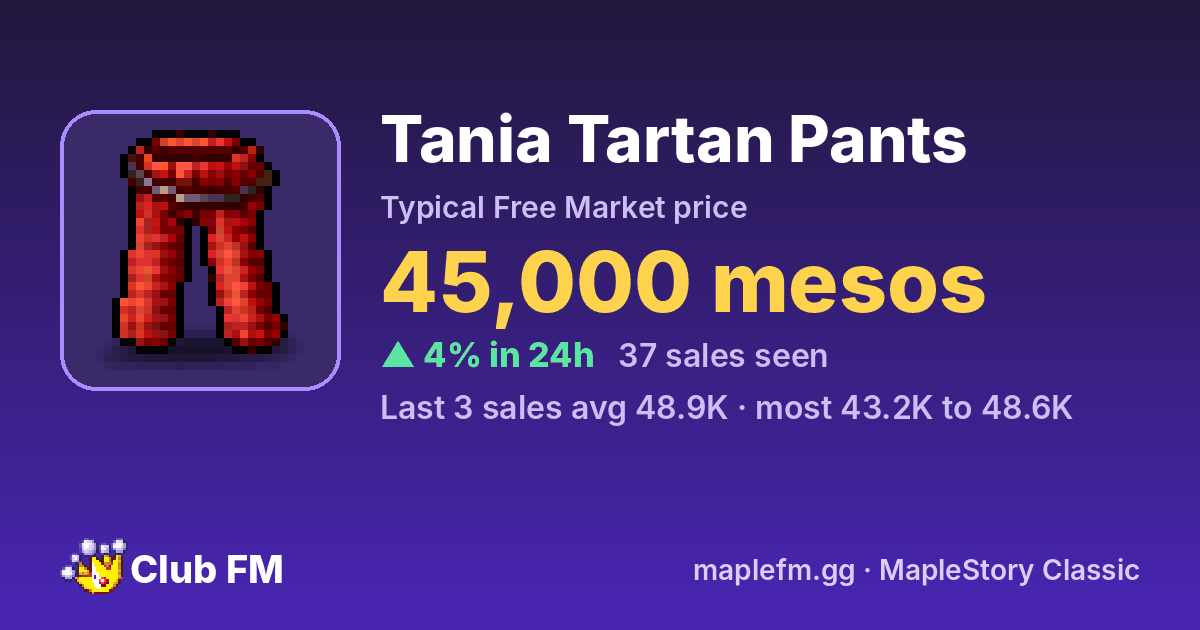 Tania Tartan Pants
Typical Free Market price
45,000 mesos
▲ 4% in 24h 37 sales seen
Last 3 sales avg 48.9K · most 43.2K to 48.6K
Club FM
maplefm.gg · MapleStory Classic